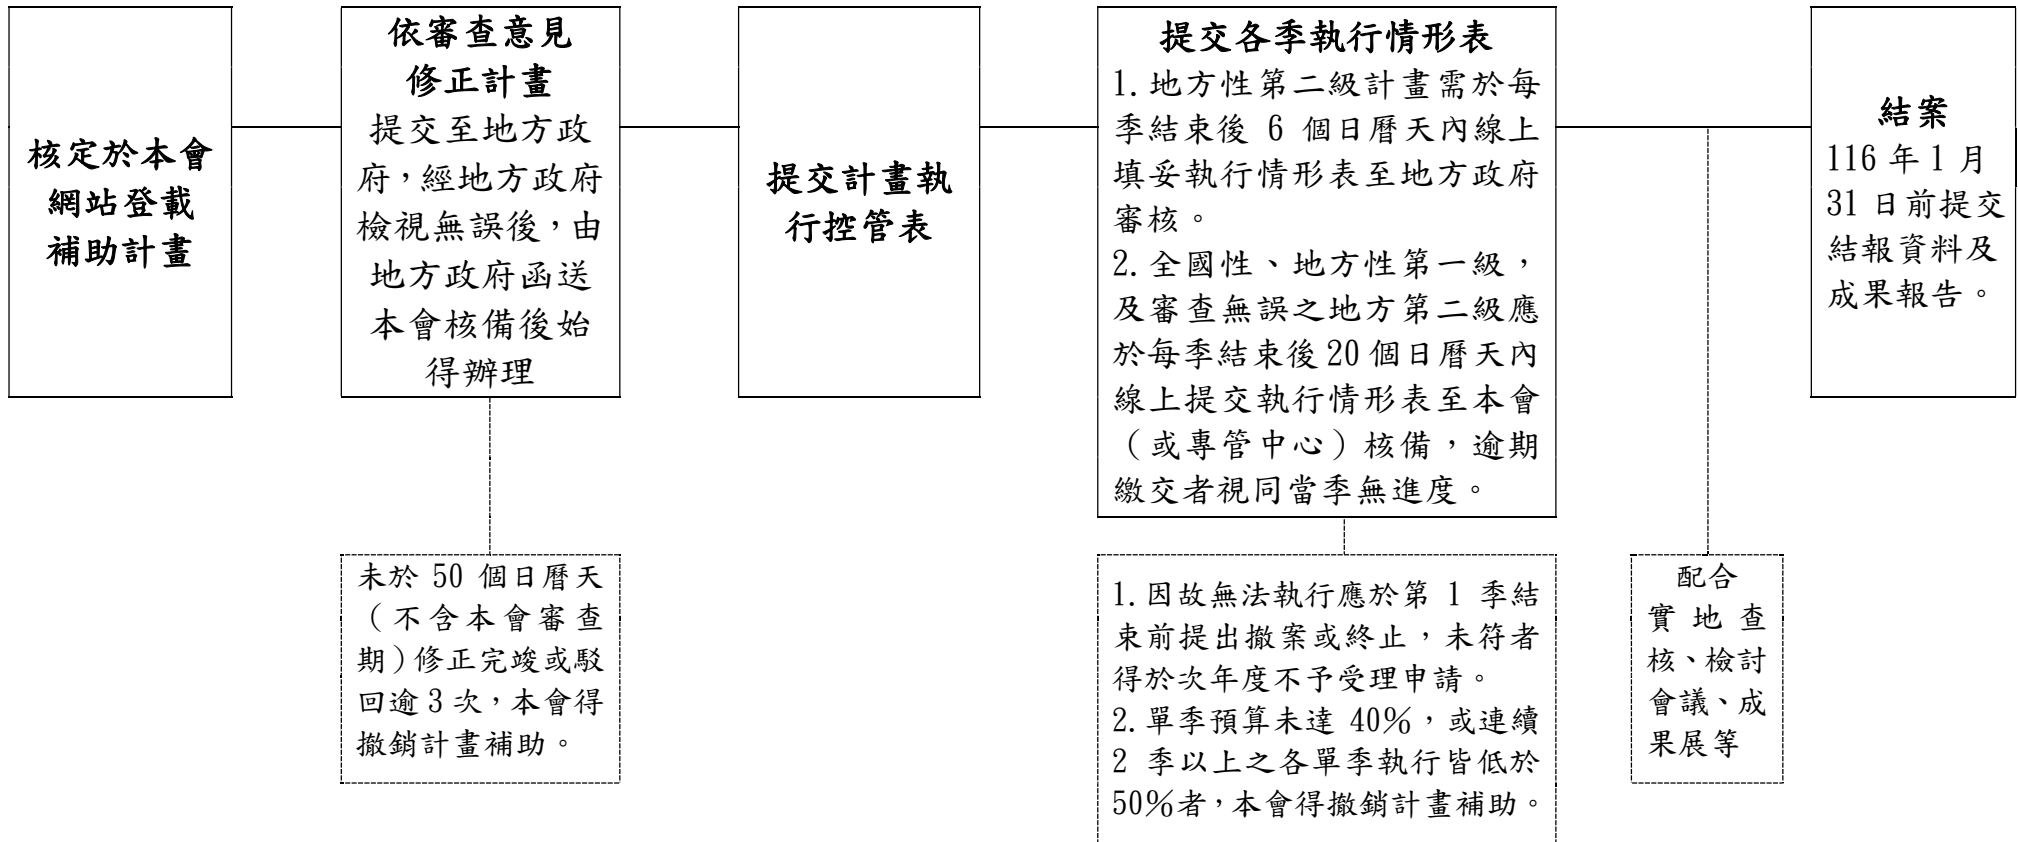 核定於本會
網站登載
補助計畫
依審查意見
修正計畫
提交至地方政
府，經地方政府
檢視無誤後，由
地方政府函送
本會核備後始
得辦理
提交計畫執
行控管表
提交各季執行情形表
1.地方性第二級計畫需於每
季結束後 6 個日曆天內線上
填妥執行情形表至地方政府
審核。
2.全國性、地方性第一級，
及審查無誤之地方第二級應
於每季結束後 20 個日曆天內
線上提交執行情形表至本會
（或專管中心）核備，逾期
繳交者視同當季無進度。
結案
116 年 1 月
31 日前提交
結報資料及
成果報告。
未於 50 個日曆天
（不含本會審查
期）修正完竣或駁
回逾 3 次，本會得
撤銷計畫補助。
1.因故無法執行應於第 1 季結
束前提出撤案或終止，未符者
得於次年度不予受理申請。
2.單季預算未達 40%，或連續
2 季以上之各單季執行皆低於
50%者，本會得撤銷計畫補助。
配合
實地查
核、檢討
會議、成
果展等